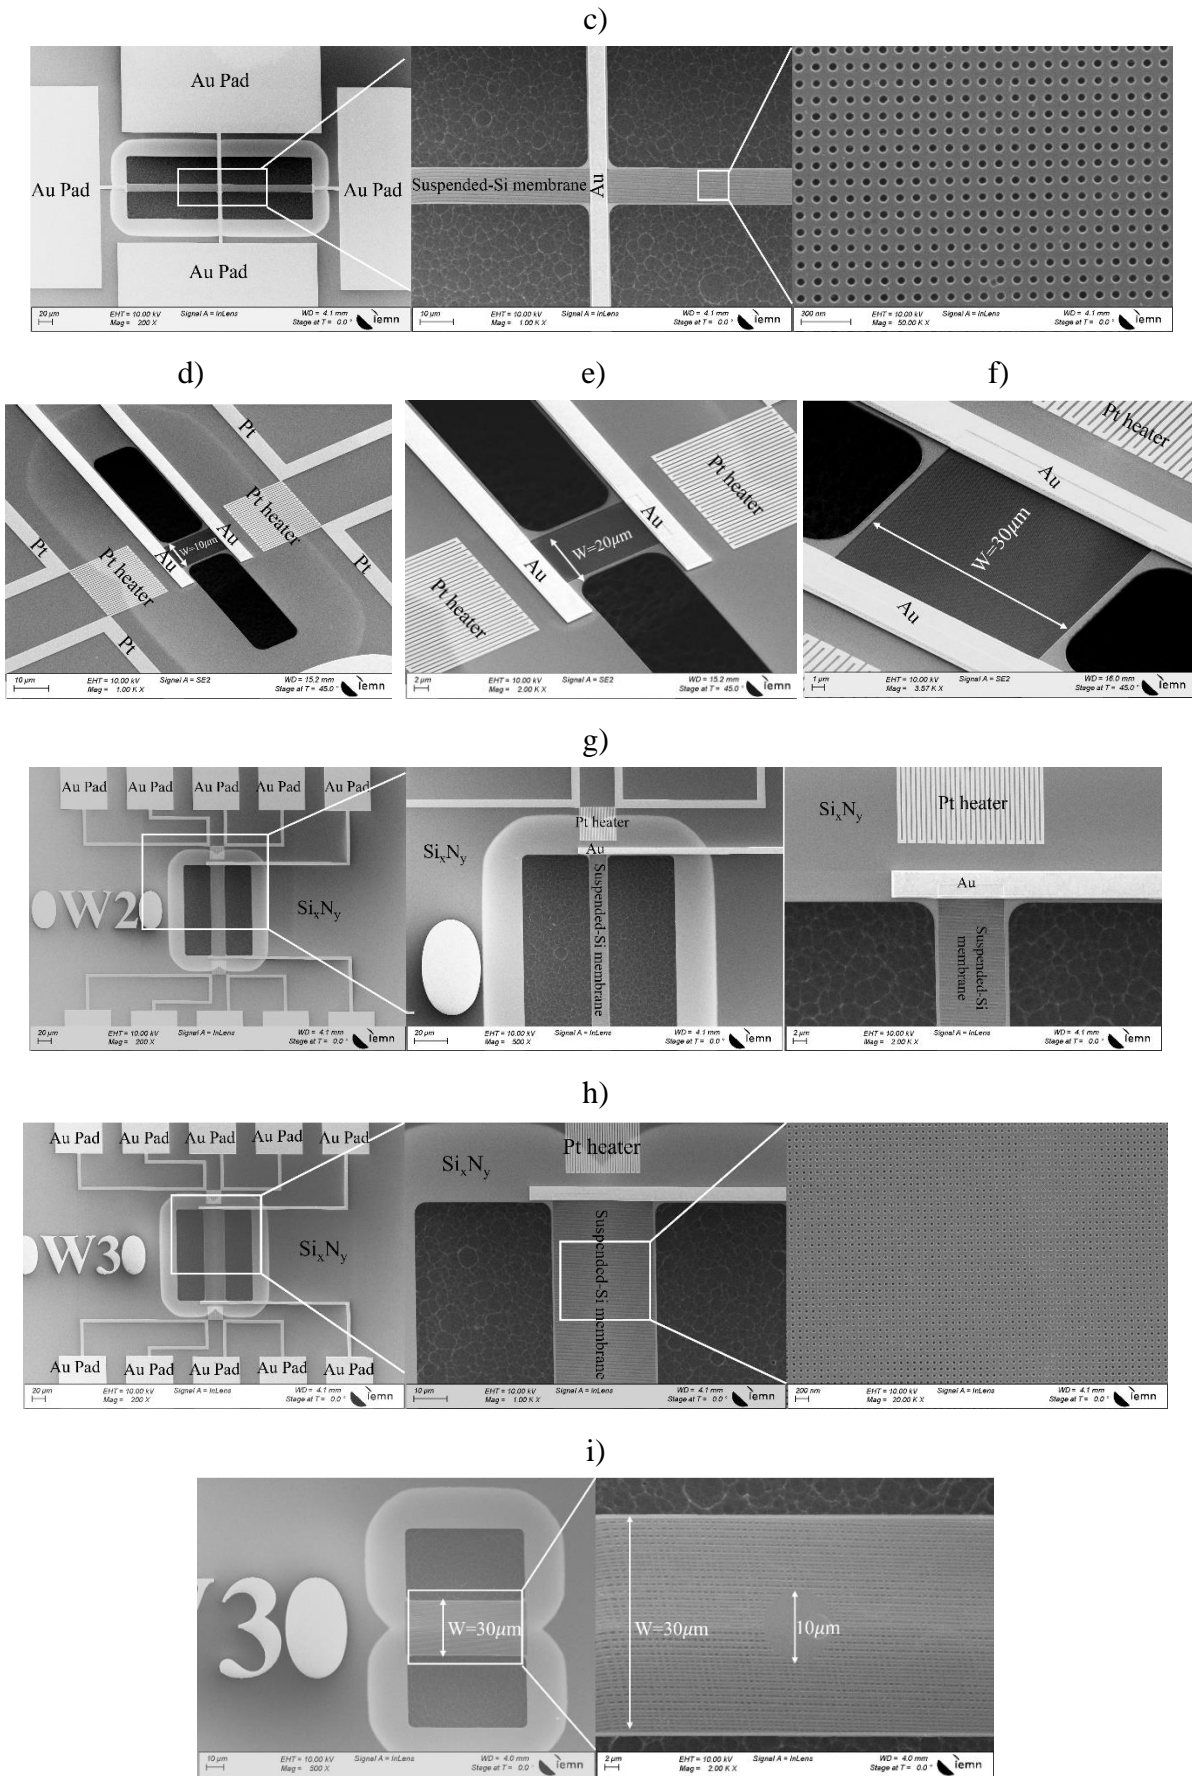 c)
Au Pad
Au Pad
Au Pad
Au Pad
Suspended-Si membrane
Au
20 µm
EHT = 10.00 kV
Mag = 200 X
Signal A = InLens
WD = 4.1 mm
Stage at T = 0.0 °
iemn
10 µm
EHT = 10.00 kV
Mag = 1.00 K X
Signal A = InLens
WD = 4.1 mm
Stage at T = 0.0 °
iemn
300 nm
EHT = 10.00 kV
Mag = 50.00 K X
Signal A = InLens
WD = 4.1 mm
Stage at T = 0.0 °
iemn
d)
e)
f)
Pt
Pt heater
Au
W=10µm
Pt
Au
Pt heater
Pt
Pt
10 µm
EHT = 10.00 kV
Mag = 1.00 K X
Signal A = SE2
WD = 15.2 mm
Stage at T = 45.0 °
iemn
Pt heater
Au
W=20µm
Au
Pt heater
2 µm
EHT = 10.00 kV
Mag = 2.00 K X
Signal A = SE2
WD = 15.2 mm
Stage at T = 45.0 °
iemn
Pt heater
Au
W=30µm
Au
1 µm
EHT = 10.00 kV
Mag = 3.57 K X
Signal A = SE2
WD = 16.0 mm
Stage at T = 45.0 °
iemn
g)
Au Pad Au Pad Au Pad Au Pad Au Pad
0W20
SixNy
20 µm
EHT = 10.00 kV
Mag = 200 X
Signal A = InLens
WD = 4.1 mm
Stage at T = 0.0 °
iemn
Pt heater
SixNy
Au
Suspended-Si membrane
20 µm
EHT = 10.00 kV
Mag = 500 X
Signal A = InLens
WD = 4.1 mm
Stage at T = 0.0 °
iemn
SixNy
Pt heater
Au
Suspended-Si
membrane
2 µm
EHT = 10.00 kV
Mag = 2.00 K X
Signal A = InLens
WD = 4.1 mm
Stage at T = 0.0 °
iemn
h)
Au Pad Au Pad Au Pad Au Pad Au Pad
0W30
SixNy
Au Pad Au Pad Au Pad Au Pad Au Pad
20 µm
EHT = 10.00 kV
Mag = 200 X
Signal A = InLens
WD = 4.1 mm
Stage at T = 0.0 °
iemn
Pt heater
SixNy
Suspended-Si membrane
10 µm
EHT = 10.00 kV
Mag = 1.00 K X
Signal A = InLens
WD = 4.1 mm
Stage at T = 0.0 °
iemn
200 nm
EHT = 10.00 kV
Mag = 20.00 K X
Signal A = InLens
WD = 4.1 mm
Stage at T = 0.0 °
iemn
i)
30
W=30µm
10 µm
EHT = 10.00 kV
Mag = 500 X
Signal A = InLens
WD = 4.0 mm
Stage at T = 0.0 °
iemn
W=30µm
10µm
2 µm
EHT = 10.00 kV
Mag = 2.00 K X
Signal A = InLens
WD = 4.0 mm
Stage at T = 0.0 °
iemn